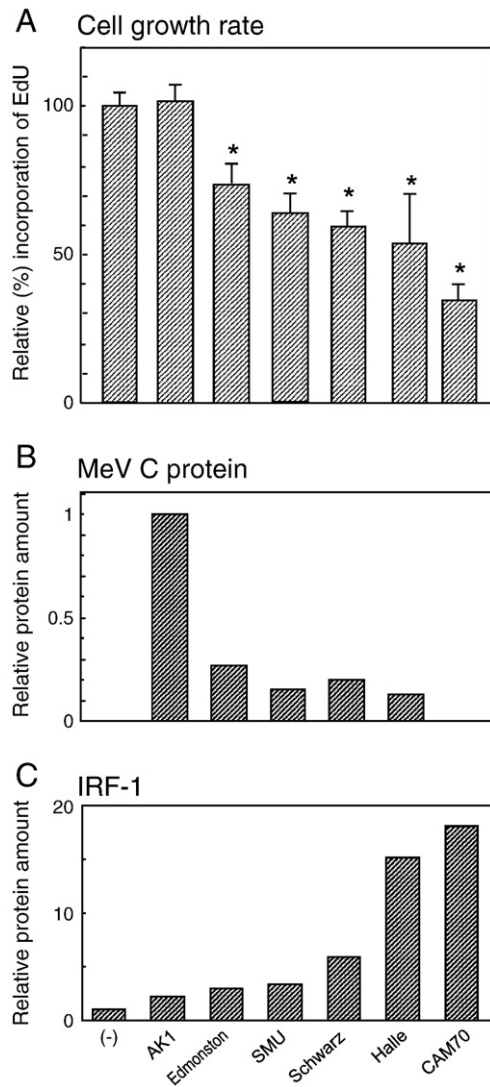 A Cell growth rate
Relative (%) incorporation of EdU
100
50
0
* * * * *
B MeV C protein
Relative protein amount
1
0.5
0
C IRF-1
Relative protein amount
20
10
0
(-) AK1 Edmonston SMU Schwarz Halle CAM70